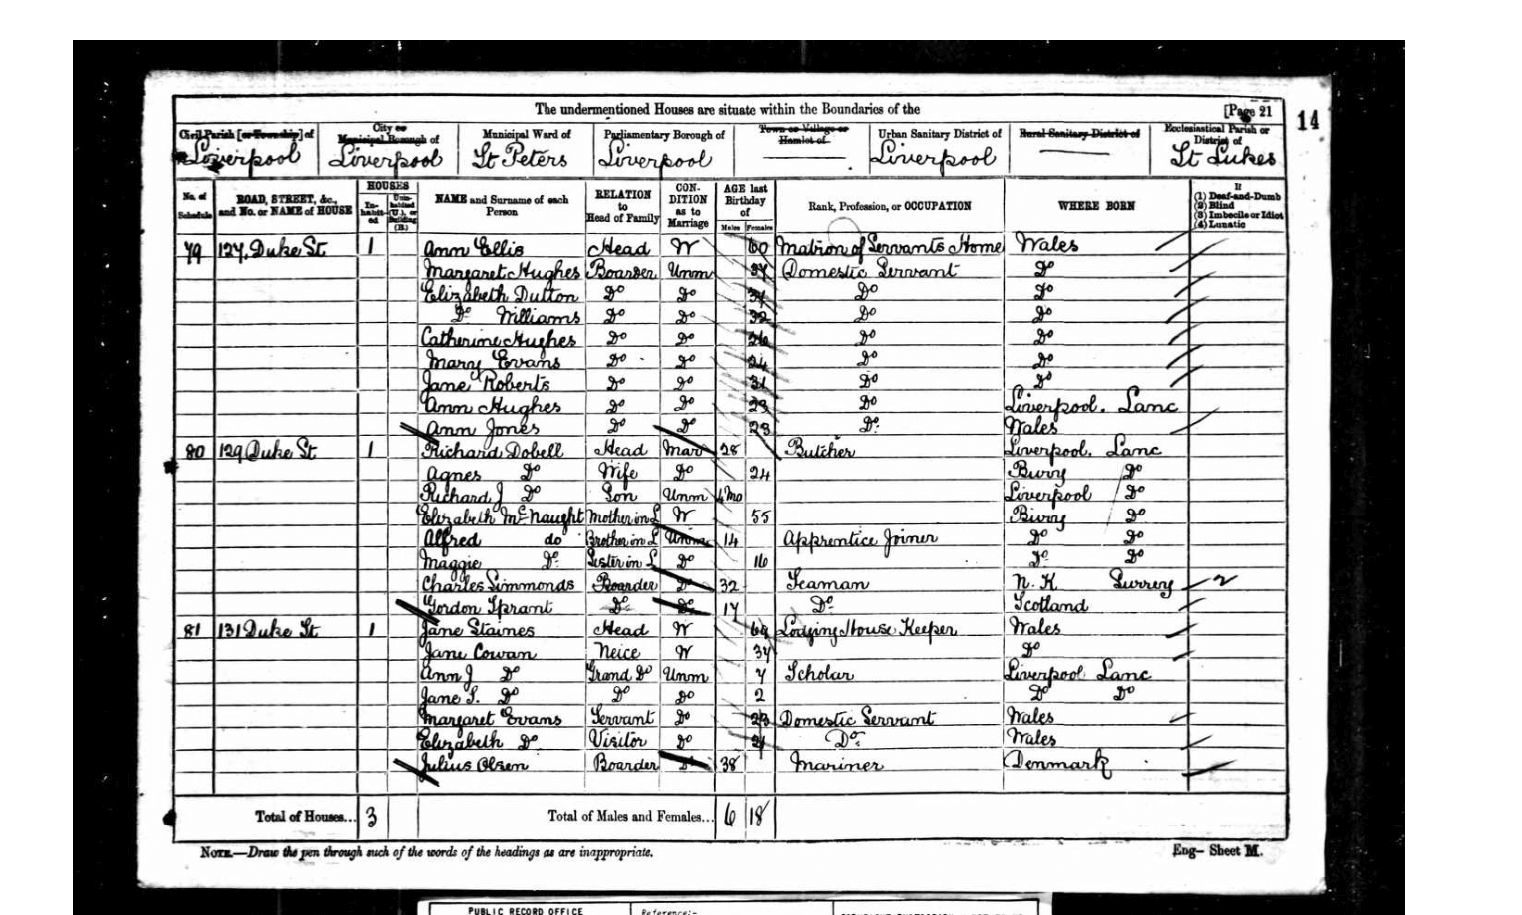 The undermentioned Houses are situate within the Boundaries of the [Page 21
14
Civil Parish [or Township] of City or Municipal Borough of Municipal Ward of Parliamentary Borough of Town or Village or Hamlet of Urban Sanitary District of Rural Sanitary District of Ecclesiastical Parish or District of
Liverpool Liverpool St Peters Liverpool Liverpool St Lukes
No. of Schedule ROAD, STREET, &c., and No. or NAME of HOUSE HOUSES Inhabited Uninhabited (U.), or Building (B.) NAME and Surname of each Person RELATION to Head of Family CONDITION as to Marriage AGE last Birthday of Males Females Rank, Profession, or OCCUPATION WHERE BORN If (1) Deaf-and-Dumb (2) Blind (3) Imbecile or Idiot (4) Lunatic
79 127, Duke St 1 Ann Ellis Head W 60 Matron of Servants Home Wales
Margaret Hughes Boarder Unm Domestic Servant Do
Elizabeth Dutton Do Do Do Do
Do Williams Do Do 32 Do Do
Catherine Hughes Do Do 26 Do Do
Mary Evans Do Do 24 Do Do
Jane Roberts Do Do 31 Do Do
Ann Hughes Do Do 23 Do Liverpool. Lanc
Ann Jones Do Do 23 Do Wales
80 129 Duke St 1 Richard Dobell Head Mar 28 Butcher Liverpool. Lanc
Agnes Do Wife Do 24 Bury Do
Richard J Do Son Unm 4 Mo Liverpool Do
Elizabeth McNaught Mother in L W 55 Bury Do
Alfred do Brother in L Unm 14 Apprentice Joiner Do Do
Maggie Do Sister in L Do 16 Do Do
Charles Simmonds Boarder Do 32 Seaman N. K Surrey
Gordon Sprant Do Do 17 Do Scotland
81 131 Duke St 1 Jane Staines Head W 69 Lodging House Keeper Wales
Jane Cowan Neice W 37 Do
Ann J Do Grand Do Unm 7 Scholar Liverpool Lanc
Jane S. Do Do Do 2 Do Do
Margaret Evans Servant Do 23 Domestic Servant Wales
Elizabeth Do Visitor Do 21 Do Wales
Julius Olsen Boarder Do 38 Mariner Denmark
Total of Houses... 3 Total of Males and Females... 6 18
NOTE.—Draw the pen through such of the words of the headings as are inappropriate. Eng— Sheet M.
PUBLIC RECORD OFFICE Reference:-